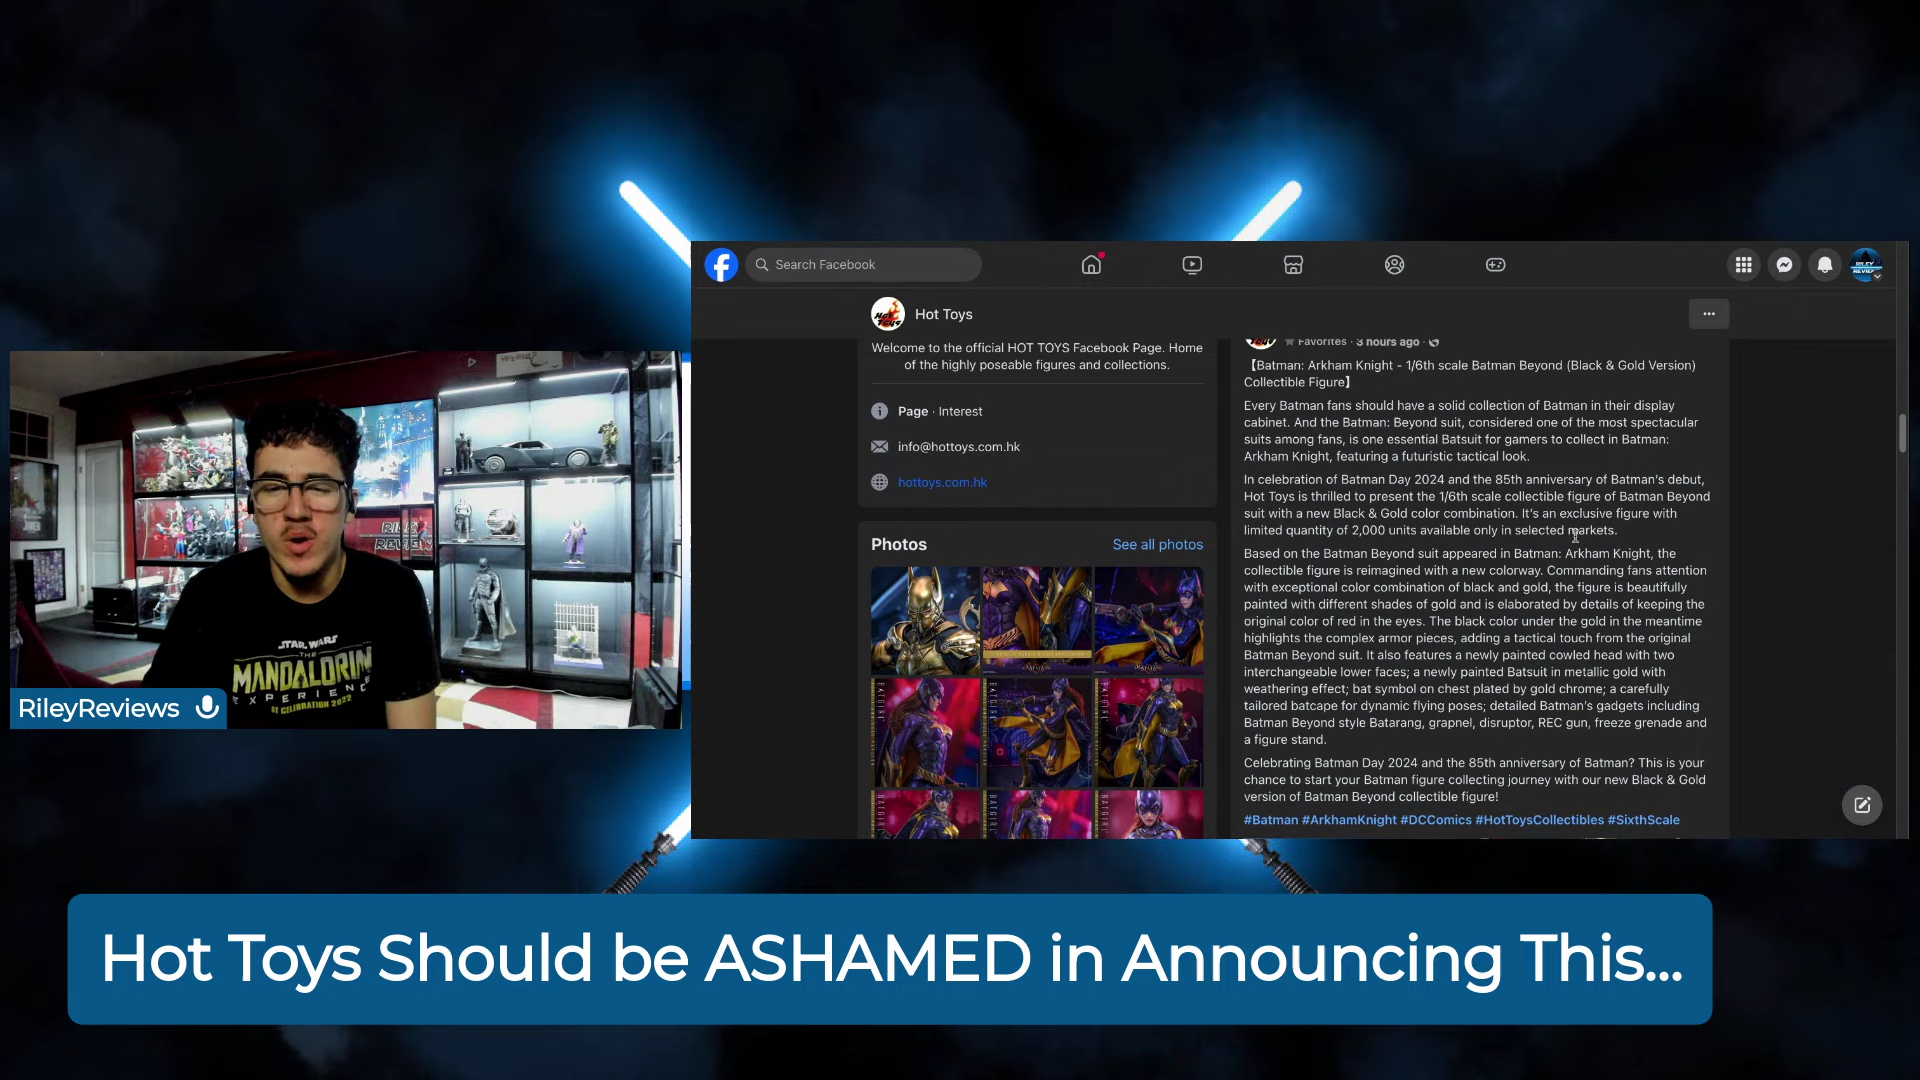 Search Facebook
Hot Toys
Welcome to the official HOT TOYS Facebook Page. Home
of the highly poseable figures and collections.
Page · Interest
info@hottoys.com.hk
hottoys.com.hk
Photos
See all photos
Favorites · 3 hours ago ·
【Batman: Arkham Knight - 1/6th scale Batman Beyond (Black & Gold Version)
Collectible Figure】
Every Batman fans should have a solid collection of Batman in their display
cabinet. And the Batman: Beyond suit, considered one of the most spectacular
suits among fans, is one essential Batsuit for gamers to collect in Batman:
Arkham Knight, featuring a futuristic tactical look.
In celebration of Batman Day 2024 and the 85th anniversary of Batman's debut,
Hot Toys is thrilled to present the 1/6th scale collectible figure of Batman Beyond
suit with a new Black & Gold color combination. It's an exclusive figure with
limited quantity of 2,000 units available only in selected markets.
Based on the Batman Beyond suit appeared in Batman: Arkham Knight, the
collectible figure is reimagined with a new colorway. Commanding fans attention
with exceptional color combination of black and gold, the figure is beautifully
painted with different shades of gold and is elaborated by details of keeping the
original color of red in the eyes. The black color under the gold in the meantime
highlights the complex armor pieces, adding a tactical touch from the original
Batman Beyond suit. It also features a newly painted cowled head with two
interchangeable lower faces; a newly painted Batsuit in metallic gold with
weathering effect; bat symbol on chest plated by gold chrome; a carefully
tailored batcape for dynamic flying poses; detailed Batman's gadgets including
Batman Beyond style Batarang, grapnel, disruptor, REC gun, freeze grenade and
a figure stand.
Celebrating Batman Day 2024 and the 85th anniversary of Batman? This is your
chance to start your Batman figure collecting journey with our new Black & Gold
version of Batman Beyond collectible figure!
#Batman #ArkhamKnight #DCComics #HotToysCollectibles #SixthScale
BATGIRL
BATGIRL
BATGIRL
RILEY
REVIEWS
STAR WARS
THE
MANDALORIAN
EXPERIENCE
AT CELEBRATION 2022
RileyReviews
Hot Toys Should be ASHAMED in Announcing This...